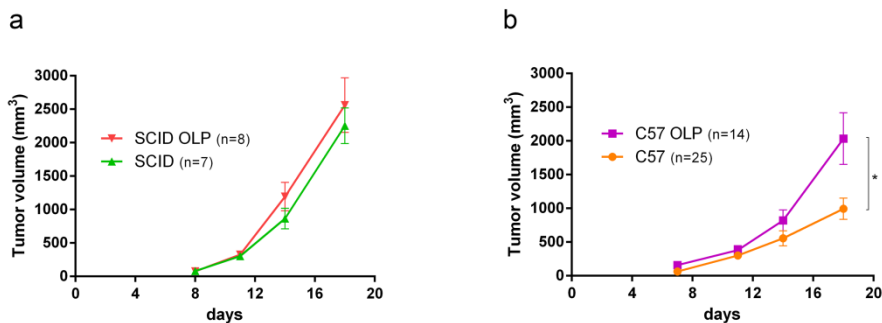 a
Tumor volume (mm3)
3000
2500
2000
1500
1000
500
0
SCID OLP (n=8)
SCID (n=7)
0 4 8 12 16 20
days
b
Tumor volume (mm3)
3000
2500
2000
1500
1000
500
0
C57 OLP (n=14)
C57 (n=25)
*
0 4 8 12 16 20
days